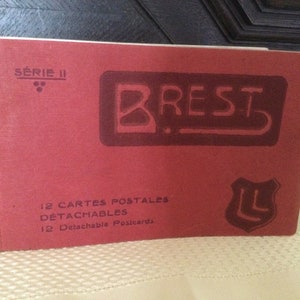 SÉRIE II
BREST
12 CARTES POSTALES
DÉTACHABLES
12 Detachable Postcards
LL